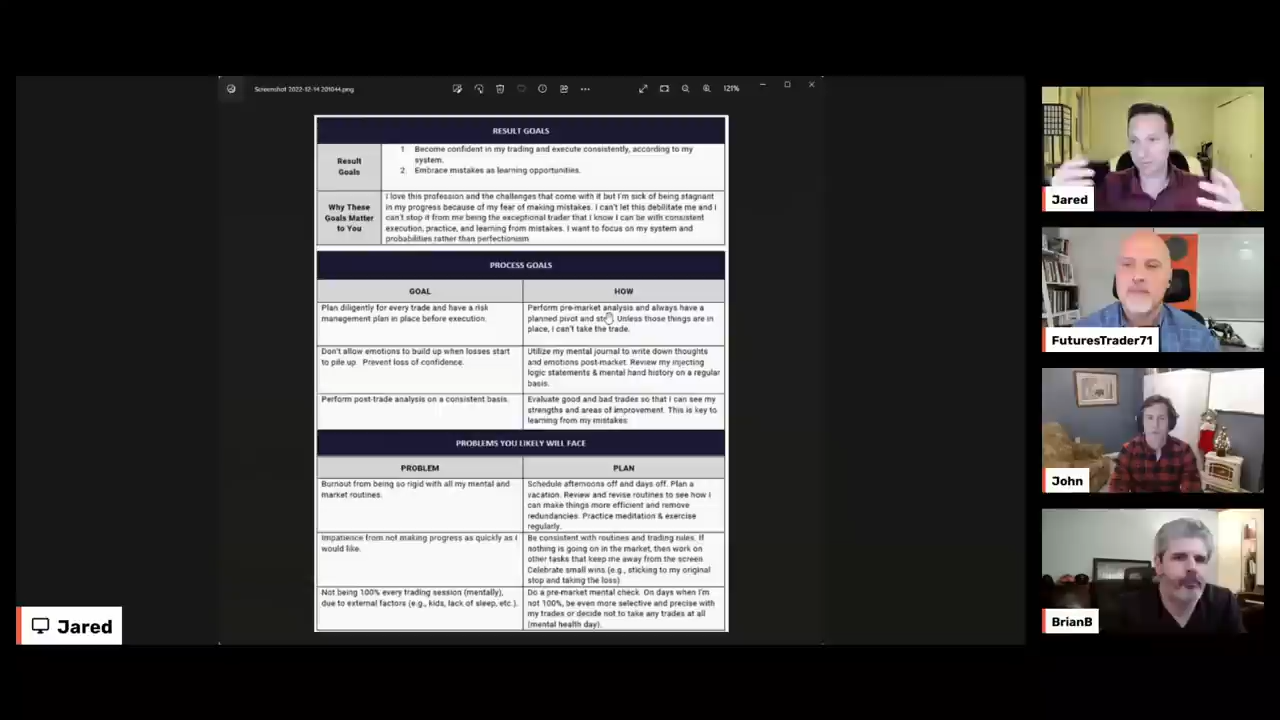 Screenshot 2022-12-14 201044.png
121%
RESULT GOALS
Result
Goals
1 Become confident in my trading and execute consistently, according to my
system.
2. Embrace mistakes as learning opportunities.
Why These
Goals Matter
to You
I love this profession and the challenges that come with it but I'm sick of being stagnant
in my progress because of my fear of making mistakes. I can't let this debilitate me and I
can't stop it from me being the exceptional trader that I know I can be with consistent
execution, practice, and learning from mistakes. I want to focus on my system and
probabilities rather than perfectionism
PROCESS GOALS
GOAL
HOW
Plan diligently for every trade and have a risk
management plan in place before execution.
Perform pre-market analysis and always have a
planned pivot and Unless those things are in
place, I can't take the trade.
Don't allow emotions to build up when losses start
to pile up. Prevent loss of confidence.
Utilize my mental journal to write down thoughts
and emotions post-market. Review my injecting
logic statements & mental hand history on a regular
basis.
Perform post-trade analysis on a consistent basis.
Evaluate good and bad trades so that I can see my
strengths and areas of improvement. This is key to
learning from my mistakes
PROBLEMS YOU LIKELY WILL FACE
PROBLEM
PLAN
Burnout from being so rigid with all my mental and
market routines.
Schedule afternoons off and days off. Plan a
vacation. Review and revise routines to see how I
can make things more efficient and remove
redundancies. Practice meditation & exercise
regularly.
Impatience from not making progress as quickly as I
would like.
Be consistent with routines and trading rules. If
nothing is going on in the market, then work on
other tasks that keep me away from the screen
Celebrate small wins (e.g., sticking to my original
stop and taking the loss)
Not being 100% every trading session (mentally),
due to external factors (e.g., kids, lack of sleep, etc.).
Do a pre-market mental check. On days when I'm
not 100%, be even more selective and precise with
my trades or decide not to take any trades at all
(mental health day).
Jared
Jared
FuturesTrader71
John
BrianB